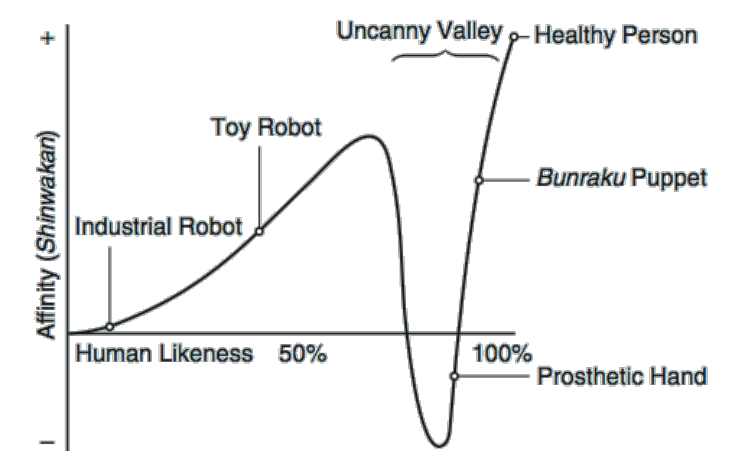 +
Uncanny Valley
Healthy Person
Toy Robot
Bunraku Puppet
Industrial Robot
Affinity (Shinwakan)
Human Likeness 50% 100%
Prosthetic Hand
–